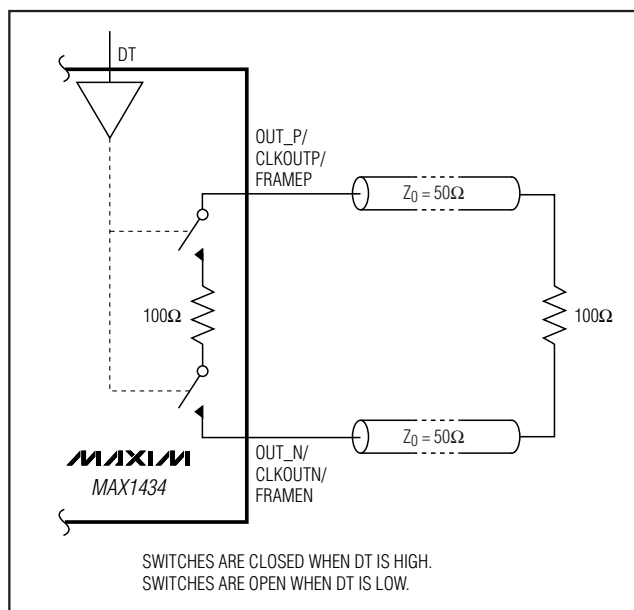 DT
OUT_P/
CLKOUTP/
FRAMEP
Z0 = 50Ω
100Ω
100Ω
Z0 = 50Ω
OUT_N/
CLKOUTN/
FRAMEN
MAXIM
MAX1434
SWITCHES ARE CLOSED WHEN DT IS HIGH.
SWITCHES ARE OPEN WHEN DT IS LOW.